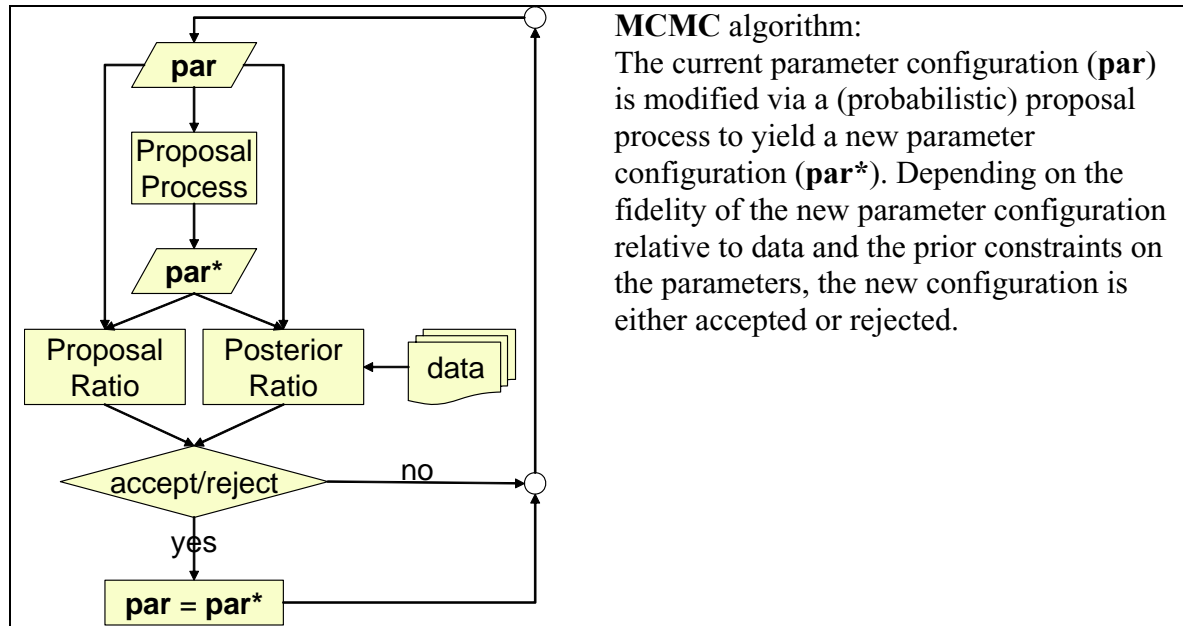 par
Proposal
Process
par*
Proposal
Ratio
Posterior
Ratio
data
accept/reject
no
yes
par = par*
MCMC algorithm:
The current parameter configuration (par)
is modified via a (probabilistic) proposal
process to yield a new parameter
configuration (par*). Depending on the
fidelity of the new parameter configuration
relative to data and the prior constraints on
the parameters, the new configuration is
either accepted or rejected.